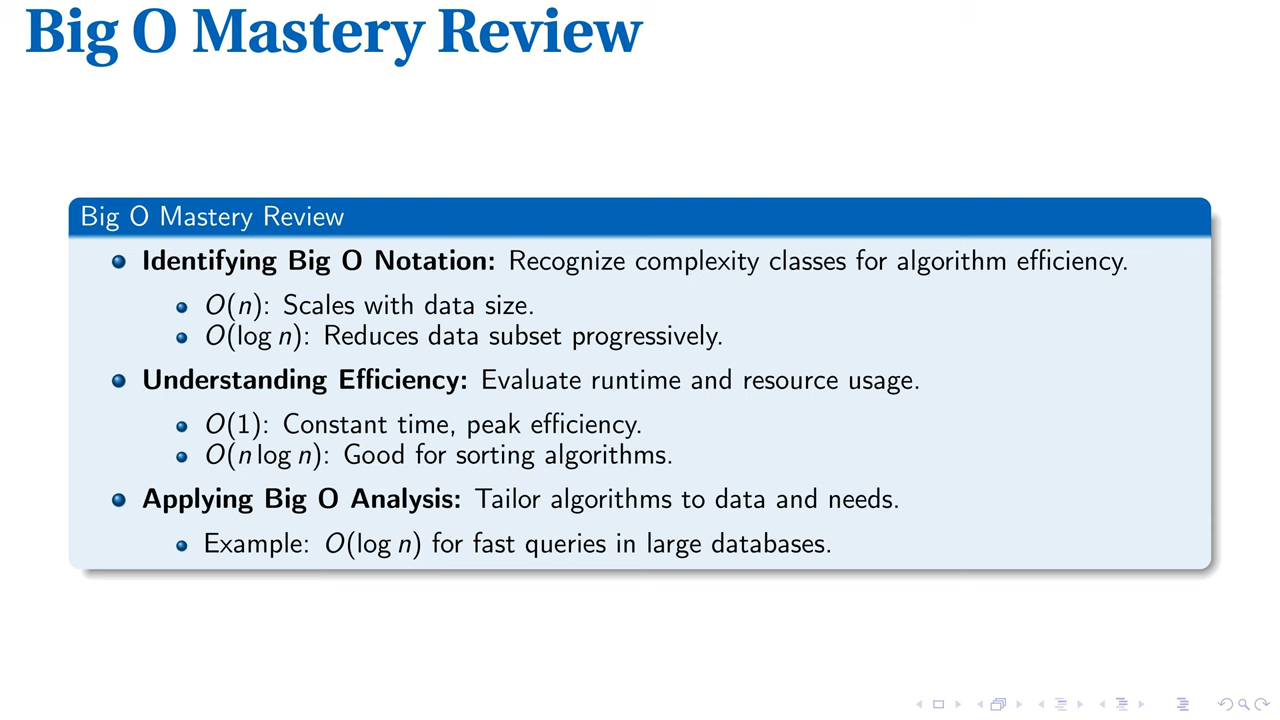 Big O Mastery Review
Big O Mastery Review
Identifying Big O Notation: Recognize complexity classes for algorithm efficiency.
O(n): Scales with data size.
O(log n): Reduces data subset progressively.
Understanding Efficiency: Evaluate runtime and resource usage.
O(1): Constant time, peak efficiency.
O(n log n): Good for sorting algorithms.
Applying Big O Analysis: Tailor algorithms to data and needs.
Example: O(log n) for fast queries in large databases.